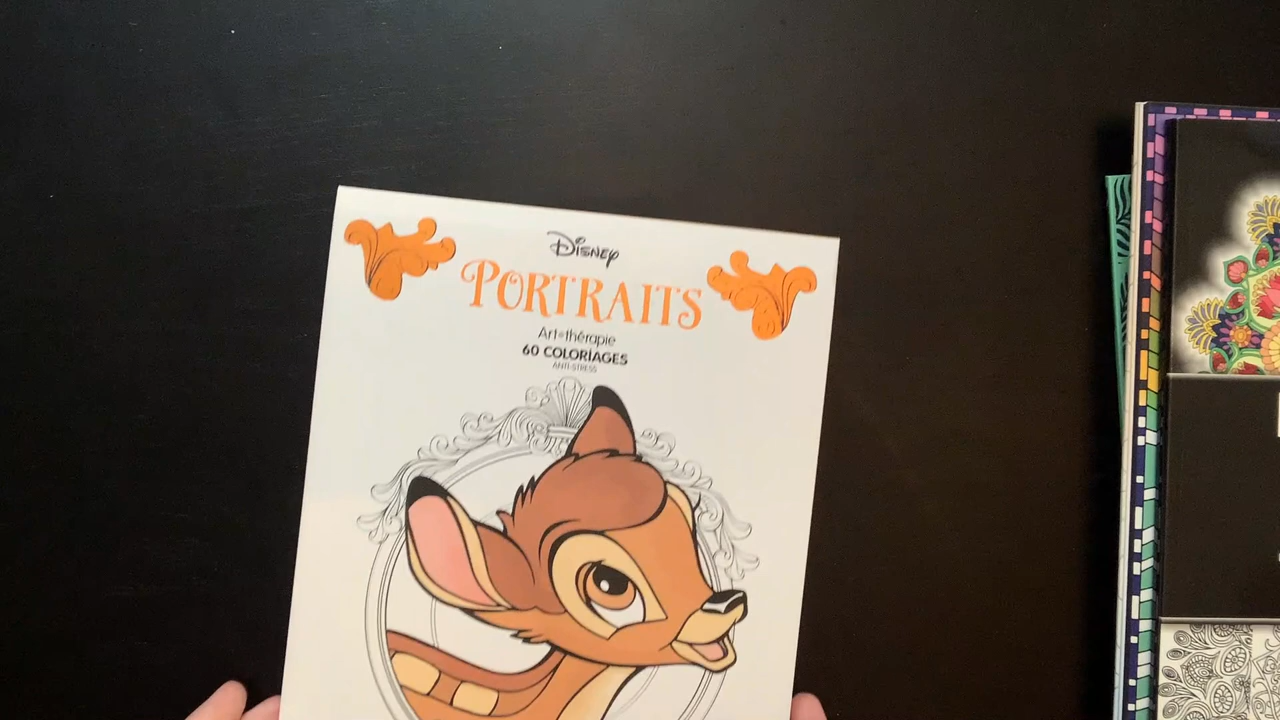 Disney
PORTRAITS
Art-thérapie
60 COLORIAGES
ANTI-STRESS